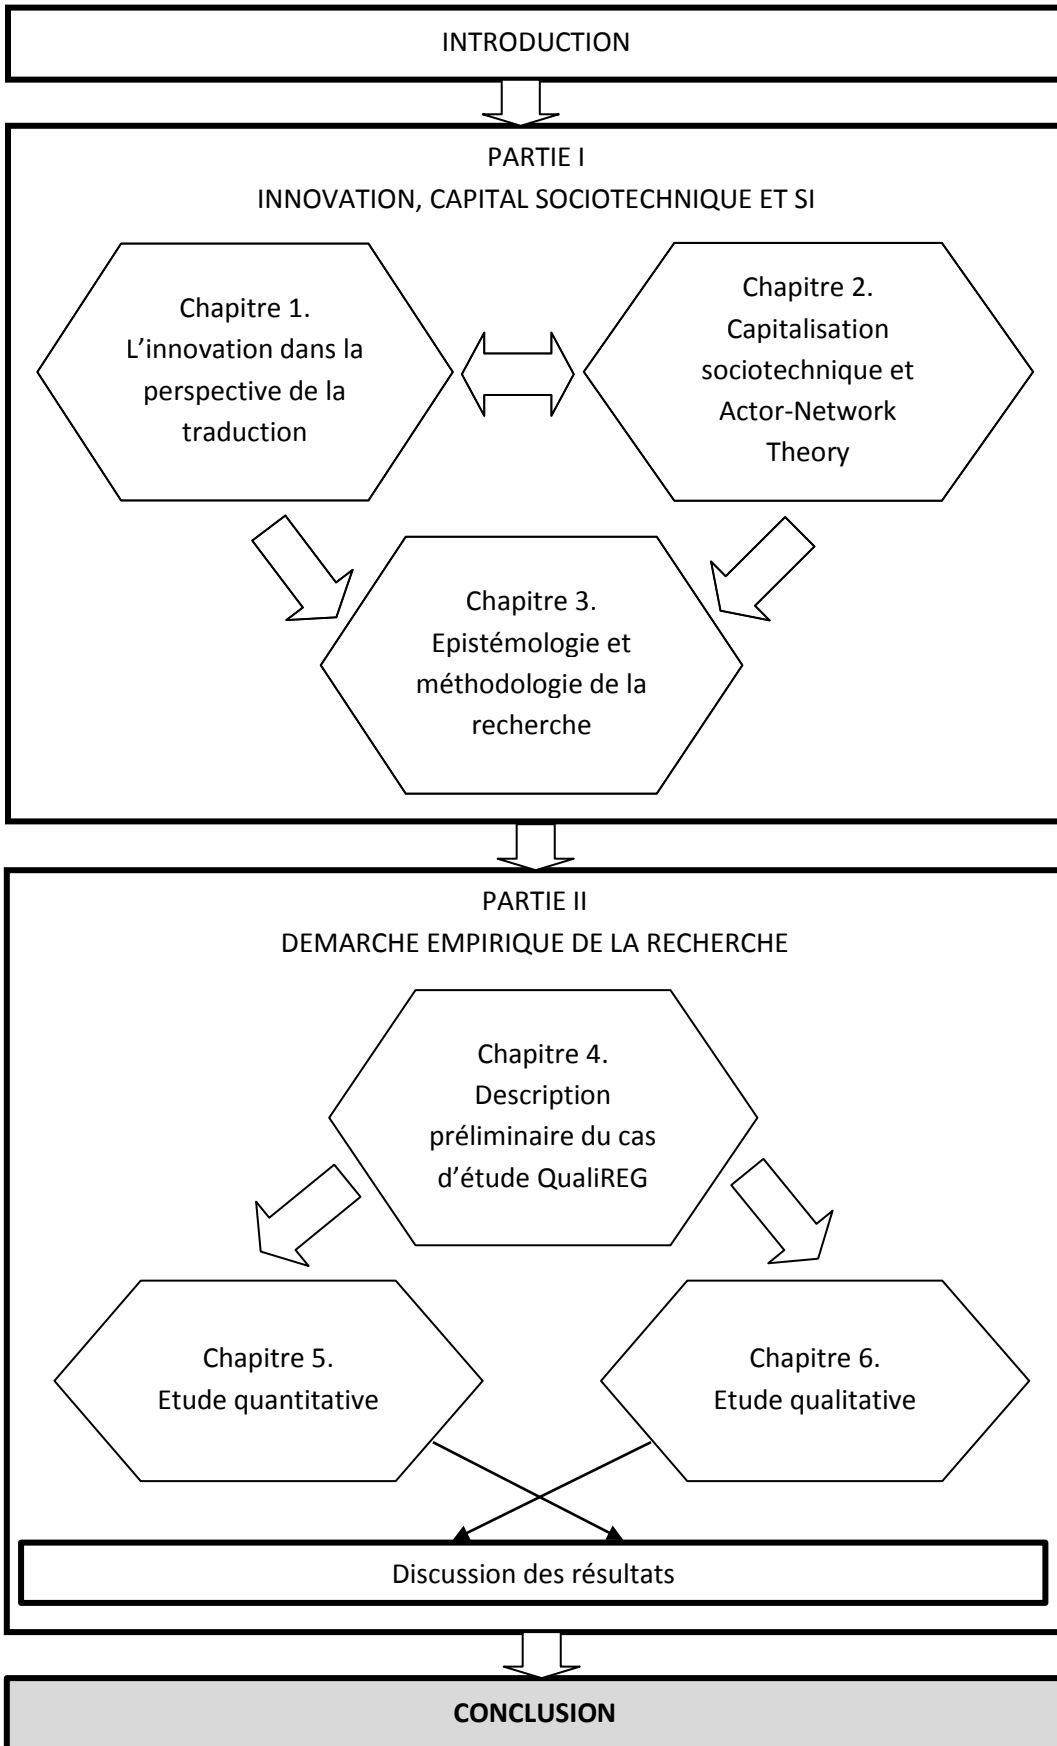 INTRODUCTION
PARTIE I
INNOVATION, CAPITAL SOCIOTECHNIQUE ET SI
Chapitre 1.
L’innovation dans la
perspective de la
traduction
Chapitre 2.
Capitalisation
sociotechnique et
Actor-Network
Theory
Chapitre 3.
Epistémologie et
méthodologie de la
recherche
PARTIE II
DEMARCHE EMPIRIQUE DE LA RECHERCHE
Chapitre 4.
Description
préliminaire du cas
d’étude QualiREG
Chapitre 5.
Etude quantitative
Chapitre 6.
Etude qualitative
Discussion des résultats
CONCLUSION